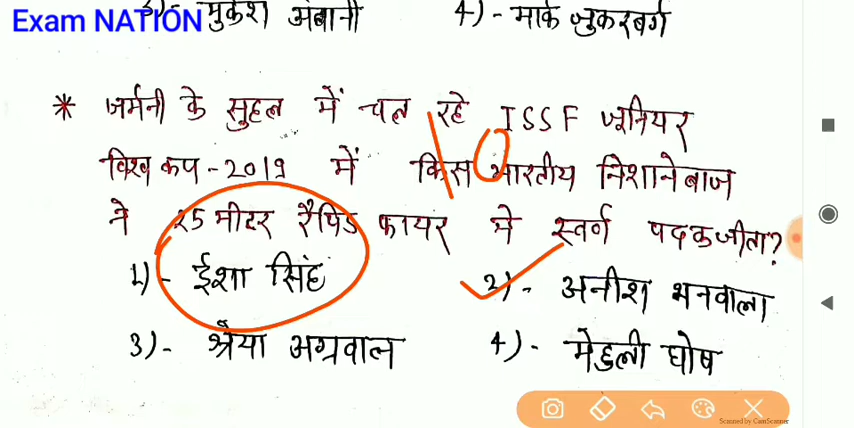 Exam NATION
3)- मुकेश अंबानी 4)- मार्क जुकरबर्ग
* जर्मनी के सुहल में चल रहे ISSF जूनियर
विश्व कप-2019 में किस भारतीय निशानेबाज
ने 25 मीटर रैपिड फायर में स्वर्ण पदक जीता?
1)- ईशा सिंह 2)- अनीश भनवाला
3)- श्रेया अग्रवाल 4)- मेहुली घोष
Scanned by CamScanner